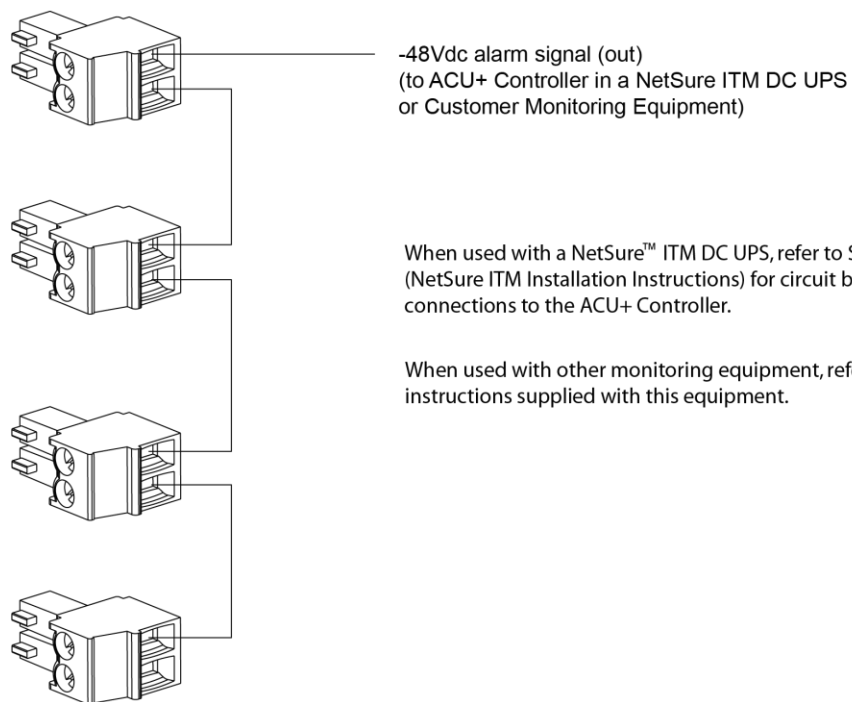 -48Vdc alarm signal (out)
(to ACU+ Controller in a NetSure ITM DC UPS
or Customer Monitoring Equipment)
When used with a NetSure™ ITM DC UPS, refer to
(NetSure ITM Installation Instructions) for circuit
connections to the ACU+ Controller.
When used with other monitoring equipment,
instructions supplied with this equipment.